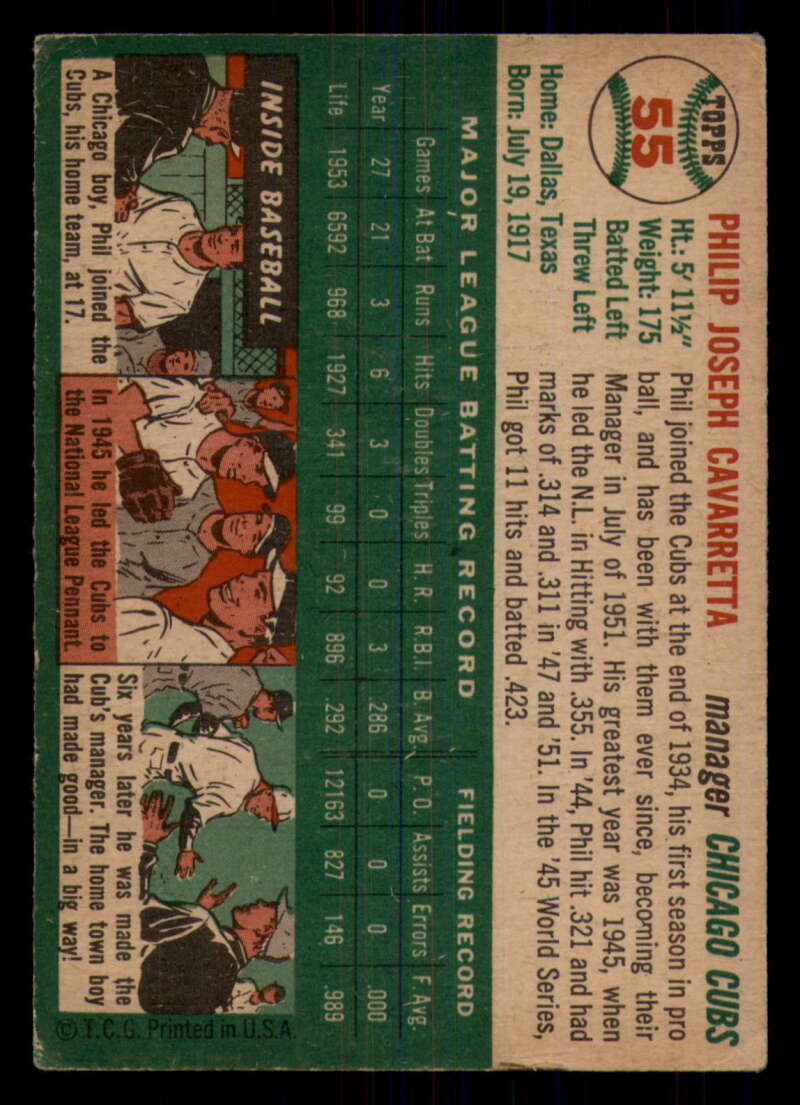 TOPPS
55
PHILIP JOSEPH CAVARRETTA manager CHICAGO CUBS
Ht.: 5' 11½"
Weight: 175
Batted Left
Threw Left
Home: Dallas, Texas
Born: July 19, 1917
Phil joined the Cubs at the end of 1934, his first season in pro
ball, and has been with them ever since, becoming their
Manager in July of 1951. His greatest year was 1945, when
he led the N.L. in Hitting with .355. In '44, Phil hit .321 and had
marks of .314 and .311 in '47 and '51. In the '45 World Series,
Phil got 11 hits and batted .423.
MAJOR LEAGUE BATTING RECORD FIELDING RECORD
Games At Bat Runs Hits Doubles Triples H. R. R.B.I. B. Avg. P. O. Assists Errors F. Avg.
Year 27 21 3 6 3 0 0 3 .286 0 0 0 .000
Life 1953 6592 968 1927 341 99 92 896 .292 12163 827 146 .989
INSIDE BASEBALL
A Chicago boy, Phil joined the
Cubs, his home team, at 17.
In 1945 he led the Cubs to
the National League Pennant.
Six years later he was made the
Cub's manager. The home town boy
had made good—in a big way!
© T.C.G. Printed in U.S.A.